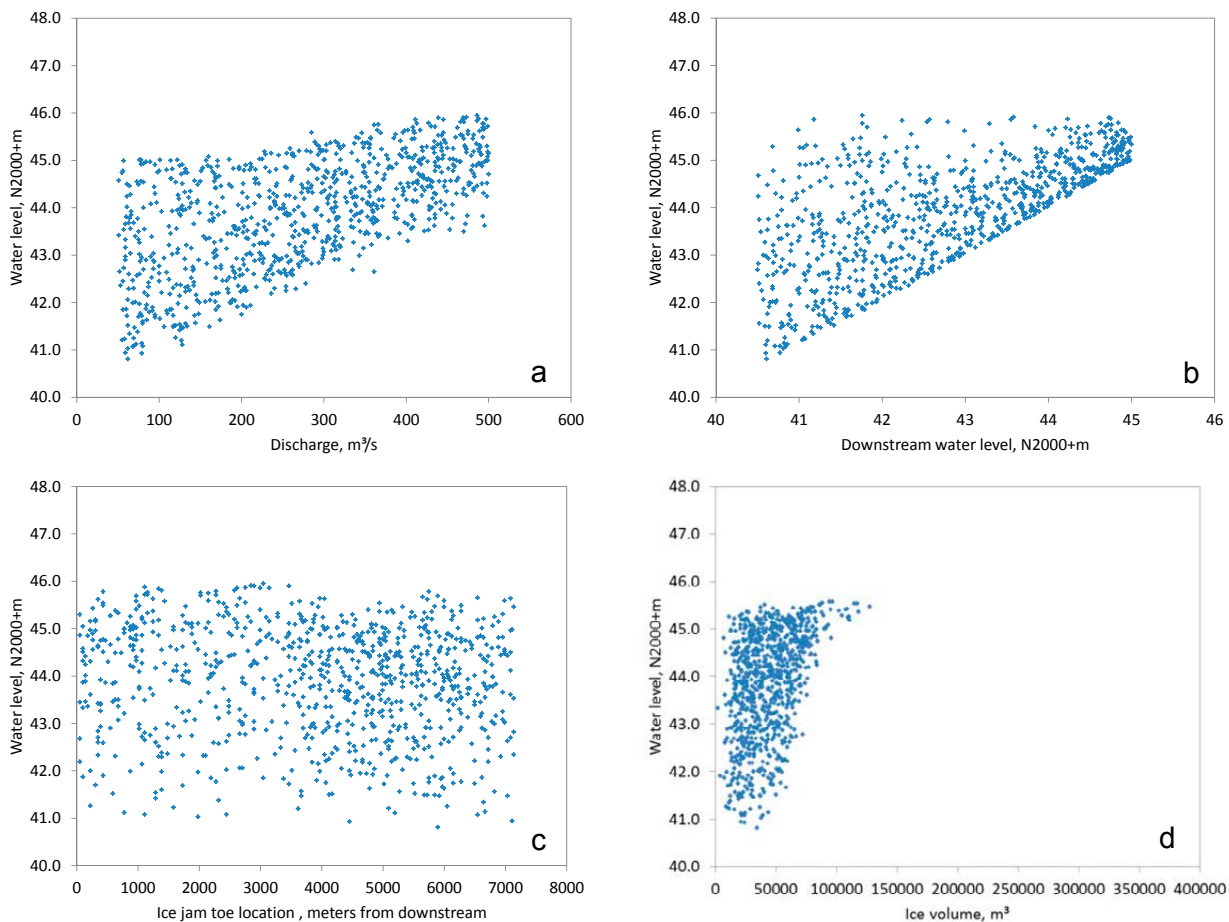 48.0
47.0
46.0
45.0
44.0
43.0
42.0
41.0
40.0
Water level, N2000+m
0 100 200 300 400 500 600
Discharge, m³/s
a
48.0
47.0
46.0
45.0
44.0
43.0
42.0
41.0
40.0
Water level, N2000+m
40 41 42 43 44 45 46
Downstream water level, N2000+m
b
48.0
47.0
46.0
45.0
44.0
43.0
42.0
41.0
40.0
Water level, N2000+m
0 1000 2000 3000 4000 5000 6000 7000 8000
Ice jam toe location , meters from downstream
c
48.0
47.0
46.0
45.0
44.0
43.0
42.0
41.0
40.0
Water level, N2000+m
0 50000 100000 150000 200000 250000 300000 350000 400000
Ice volume, m³
d